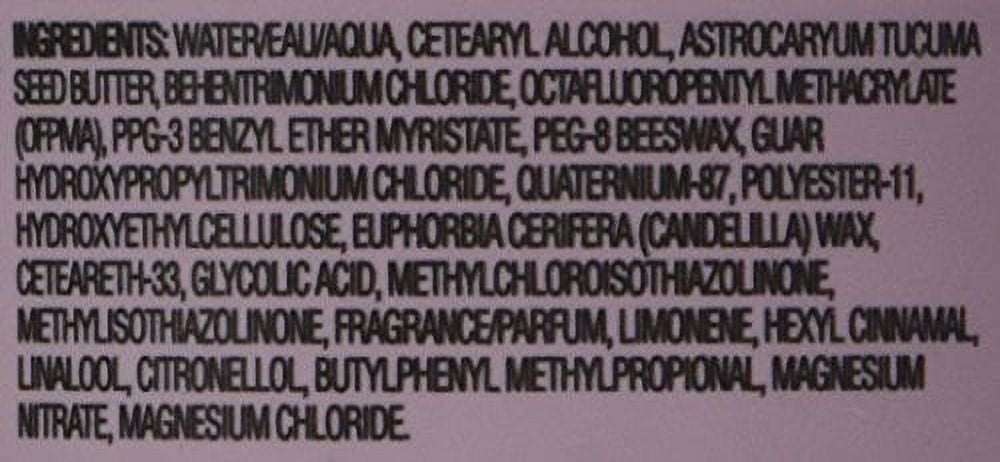 INGREDIENTS: WATER/EAU/AQUA, CETEARYL ALCOHOL, ASTROCARYUM TUCUMA
SEED BUTTER, BEHENTRIMONIUM CHLORIDE, OCTAFLUOROPENTYL METHACRYLATE
(OFPMA), PPG-3 BENZYL ETHER MYRISTATE, PEG-8 BEESWAX, GUAR
HYDROXYPROPYLTRIMONIUM CHLORIDE, QUATERNIUM-87, POLYESTER-11,
HYDROXYETHYLCELLULOSE, EUPHORBIA CERIFERA (CANDELILLA) WAX,
CETEARETH-33, GLYCOLIC ACID, METHYLCHLOROISOTHIAZOLINONE,
METHYLISOTHIAZOLINONE, FRAGRANCE/PARFUM, LIMONENE, HEXYL CINNAMAL,
LINALOOL, CITRONELLOL, BUTYLPHENYL METHYLPROPIONAL, MAGNESIUM
NITRATE, MAGNESIUM CHLORIDE.